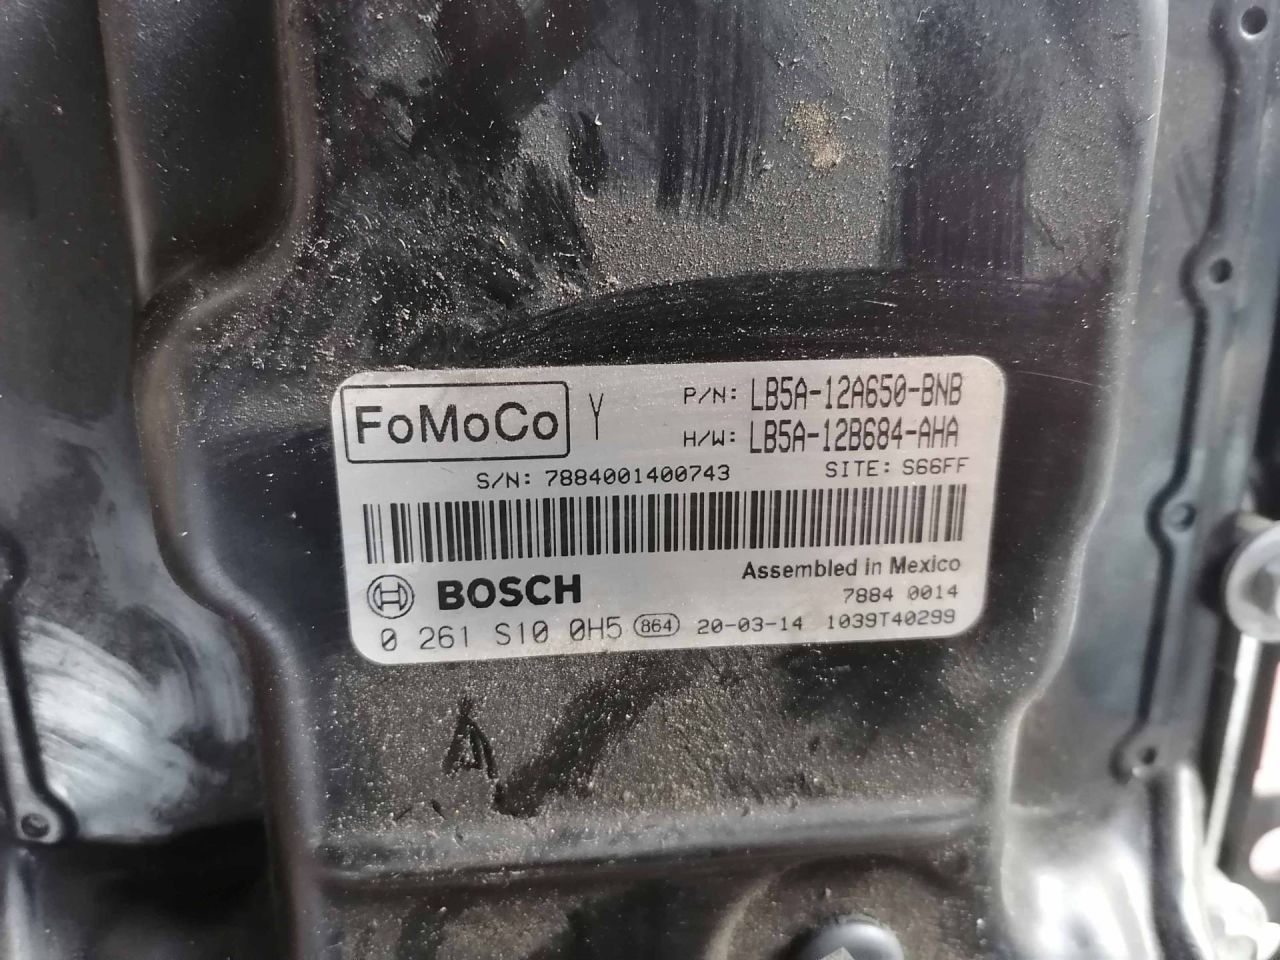 FoMoCo Y P/N: LB5A-12A650-BNB
H/W: LB5A-12B684-AHA
S/N: 7884001400743 SITE: S66FF
Assembled in Mexico
BOSCH 7884 0014
0 261 S10 0H5 864 20-03-14 1039T40299